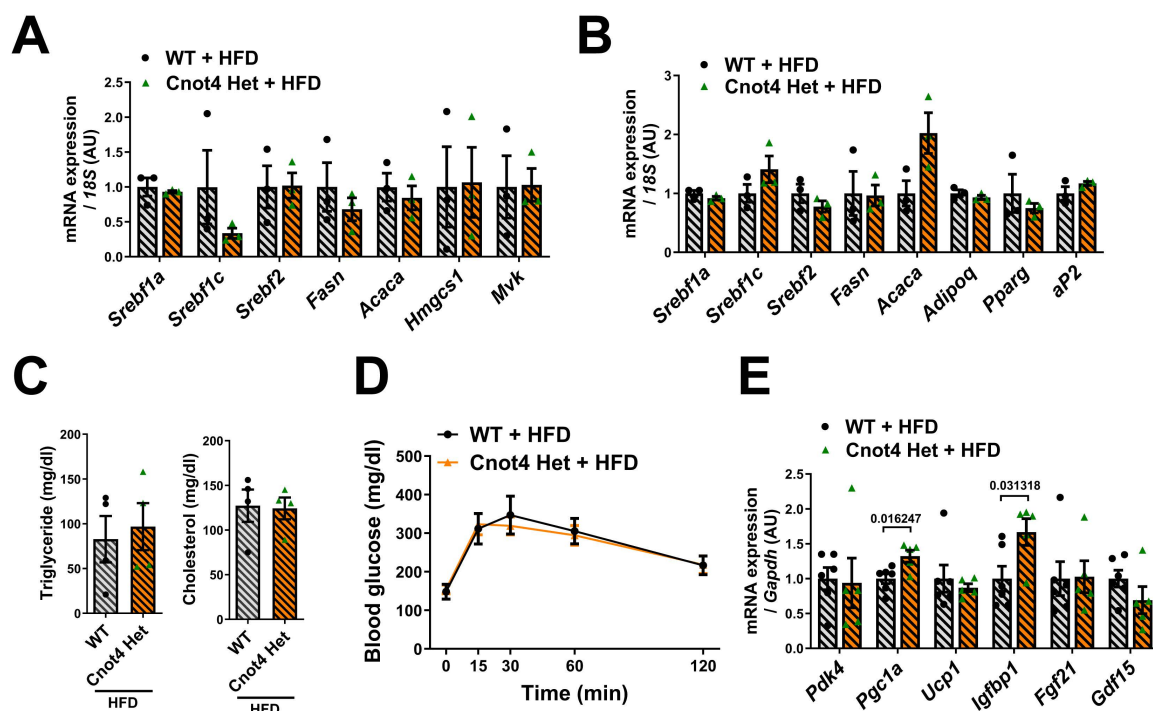 A
WT + HFD
Cnot4 Het + HFD
mRNA expression
/ 18S (AU)
2.5
2.0
1.5
1.0
0.5
0.0
Srebf1a
Srebf1c
Srebf2
Fasn
Acaca
Hmgcs1
Mvk
B
WT + HFD
Cnot4 Het + HFD
mRNA expression
/ 18S (AU)
3
2
1
0
Srebf1a
Srebf1c
Srebf2
Fasn
Acaca
Adipoq
Pparg
aP2
C
Triglyceride (mg/dl)
200
150
100
50
0
WT
Cnot4 Het
HFD
Cholesterol (mg/dl)
200
150
100
50
0
WT
Cnot4 Het
HFD
D
WT + HFD
Cnot4 Het + HFD
Blood glucose (mg/dl)
500
400
300
200
100
0
0 15 30 60 120
Time (min)
E
WT + HFD
Cnot4 Het + HFD
mRNA expression
/ Gapdh (AU)
2.5
2.0
1.5
1.0
0.5
0.0
0.016247
0.031318
Pdk4
Pgc1a
Ucp1
Igfbp1
Fgf21
Gdf15